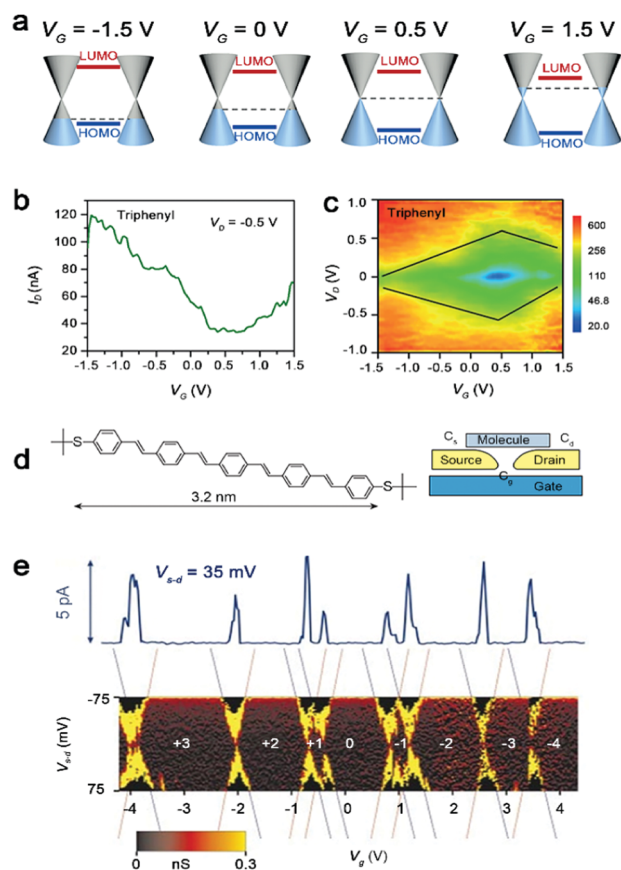 a
V_G = -1.5 V V_G = 0 V V_G = 0.5 V V_G = 1.5 V
LUMO LUMO LUMO LUMO
HOMO HOMO HOMO HOMO
b
Triphenyl V_D = -0.5 V
120
100
80
60
40
20
I_D (nA)
-1.5 -1.0 -0.5 0.0 0.5 1.0 1.5
V_G (V)
c
Triphenyl
1.0
0.5
0
-0.5
-1.0
V_D (V)
-1.5 -1.0 -0.5 0.0 0.5 1.0 1.5
V_G (V)
600
256
110
46.8
20.0
d
S
S
3.2 nm
C_s Molecule C_d
Source Drain
C_g
Gate
e
5 pA
V_s-d = 35 mV
-75
V_s-d (mV)
75
+3 +2 +1 0 -1 -2 -3 -4
-4 -3 -2 -1 0 1 2 3 4
0 nS 0.3
V_g (V)